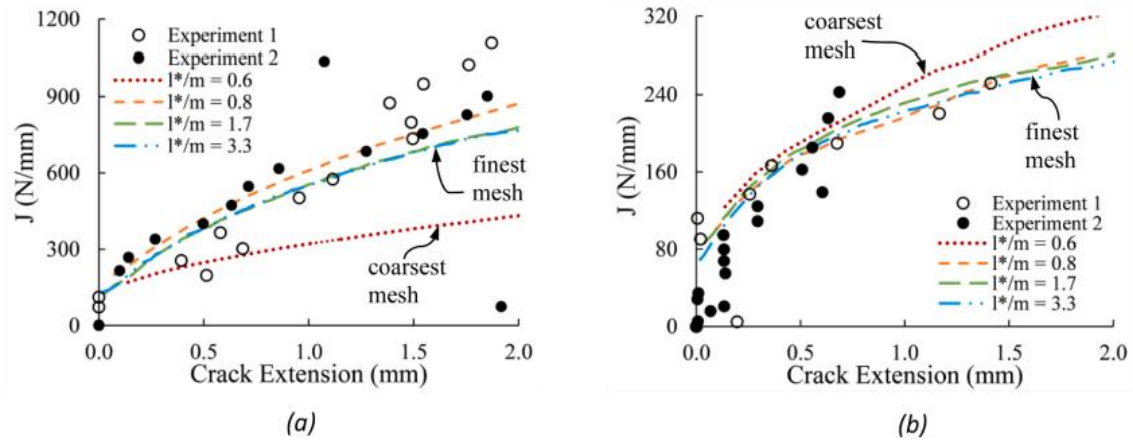 1200
900
600
300
0
J (N/mm)
Experiment 1
Experiment 2
l*/m = 0.6
l*/m = 0.8
l*/m = 1.7
l*/m = 3.3
finest
mesh
coarsest
mesh
0.0 0.5 1.0 1.5 2.0
Crack Extension (mm)
(a)
320
240
160
80
0
J (N/mm)
coarsest
mesh
finest
mesh
Experiment 1
Experiment 2
l*/m = 0.6
l*/m = 0.8
l*/m = 1.7
l*/m = 3.3
0.0 0.5 1.0 1.5 2.0
Crack Extension (mm)
(b)